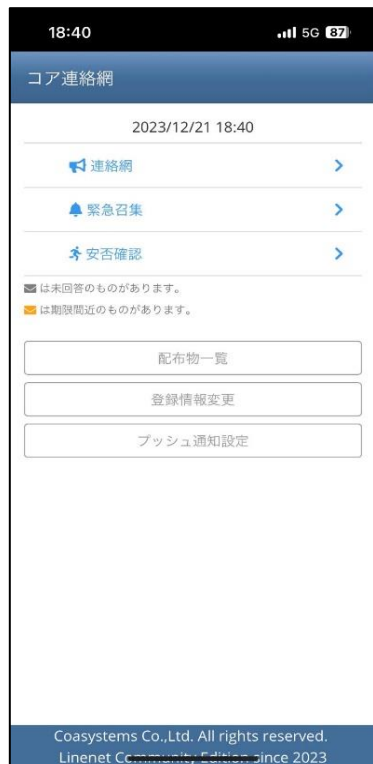 18:40 5G 87
コア連絡網
2023/12/21 18:40
連絡網
緊急召集
安否確認
は未回答のものがあります。
は期限間近のものがあります。
配布物一覧
登録情報変更
プッシュ通知設定
Coasystems Co.,Ltd. All rights reserved.
Linenet Community Edition since 2023